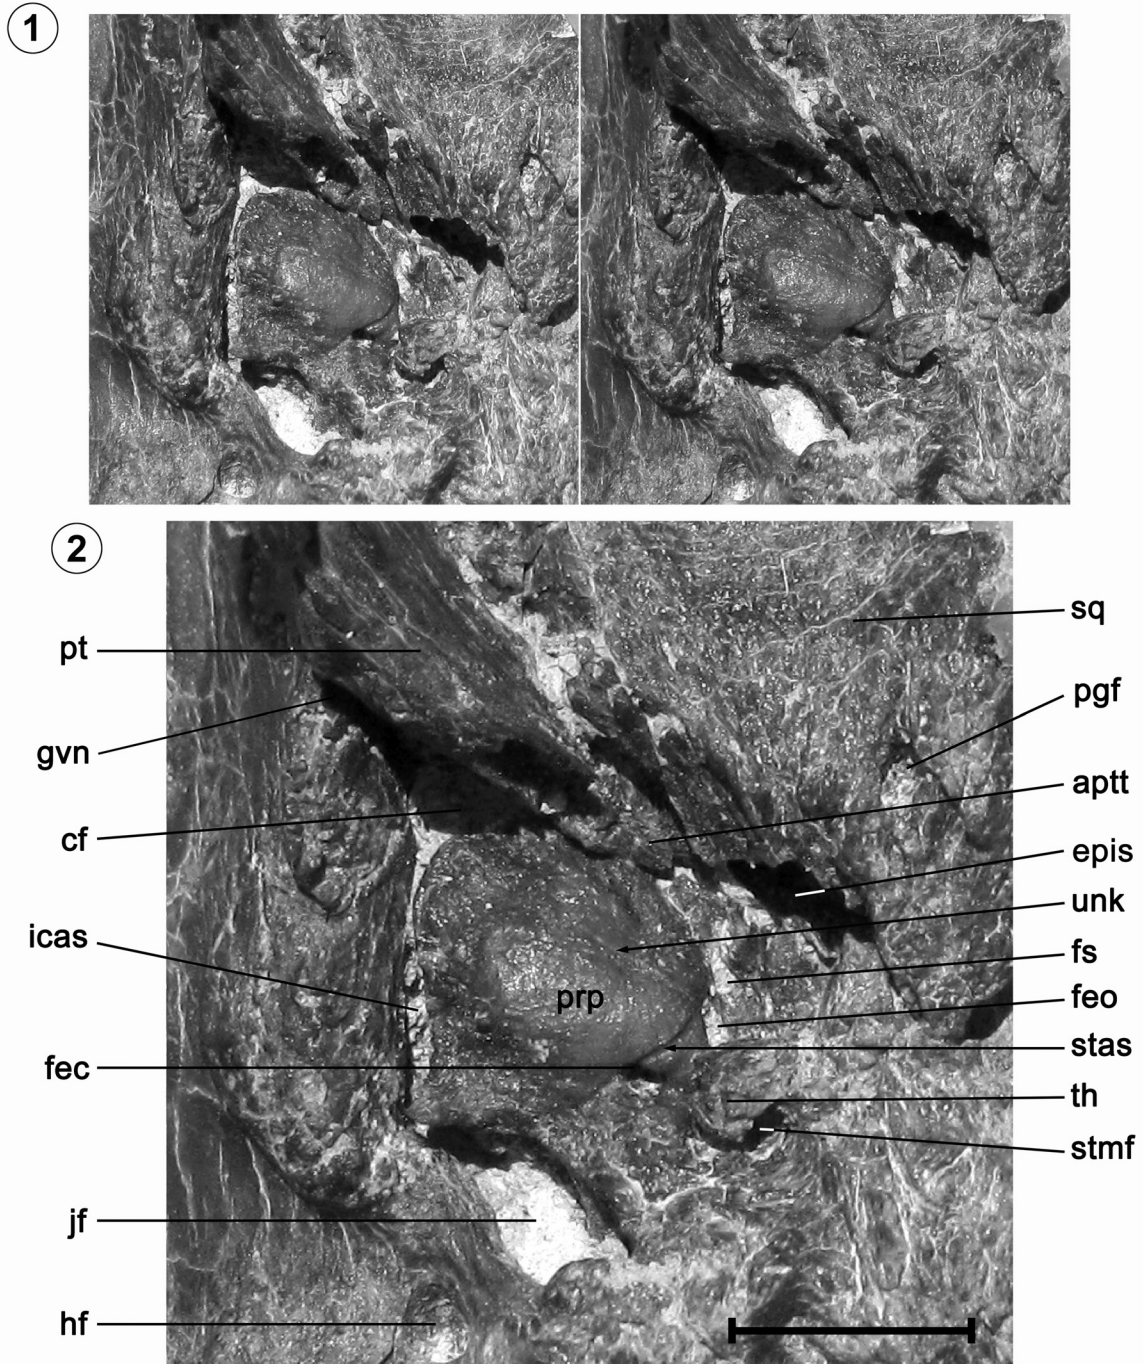 1
2
pt
gvn
cf
icas
fec
jf
hf
prp
sq
pgf
aptt
epis
unk
fs
feo
stas
th
stmf